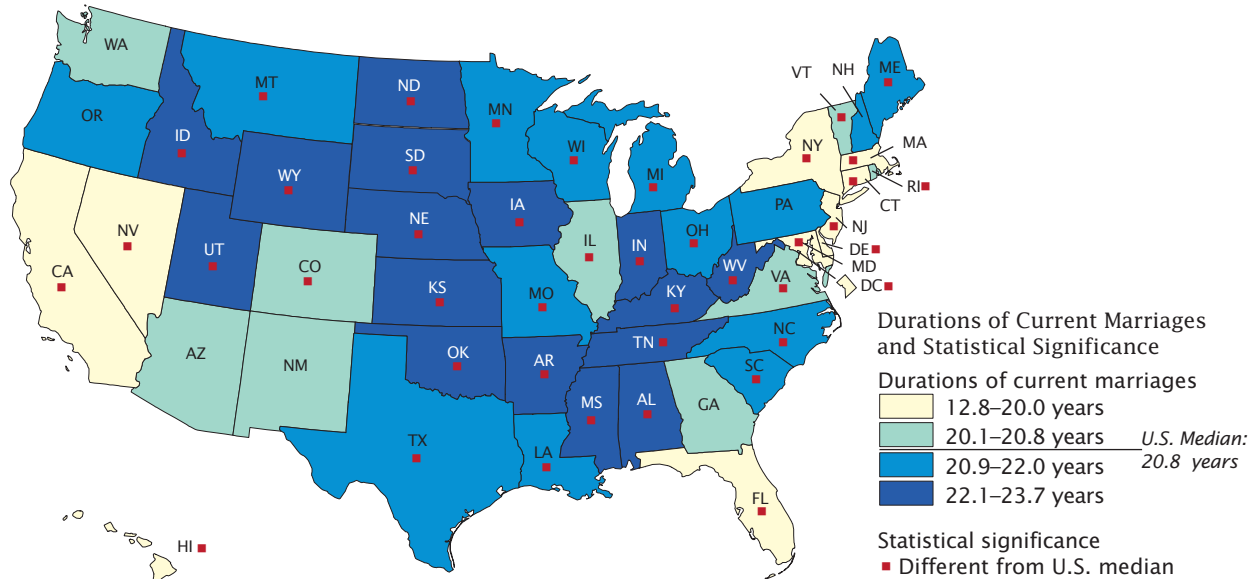 WA
MT
ND
MN
VT
NH
ME
OR
ID
WY
SD
WI
MI
NY
MA
RI
CT
NV
UT
CO
NE
IA
IL
IN
OH
PA
NJ
DE
MD
DC
CA
KS
MO
KY
WV
VA
AZ
NM
OK
AR
TN
NC
SC
MS
AL
GA
TX
LA
FL
HI
Durations of Current Marriages
and Statistical Significance
Durations of current marriages
12.8–20.0 years
20.1–20.8 years
U.S. Median:
20.8 years
20.9–22.0 years
22.1–23.7 years
Statistical significance
Different from U.S. median